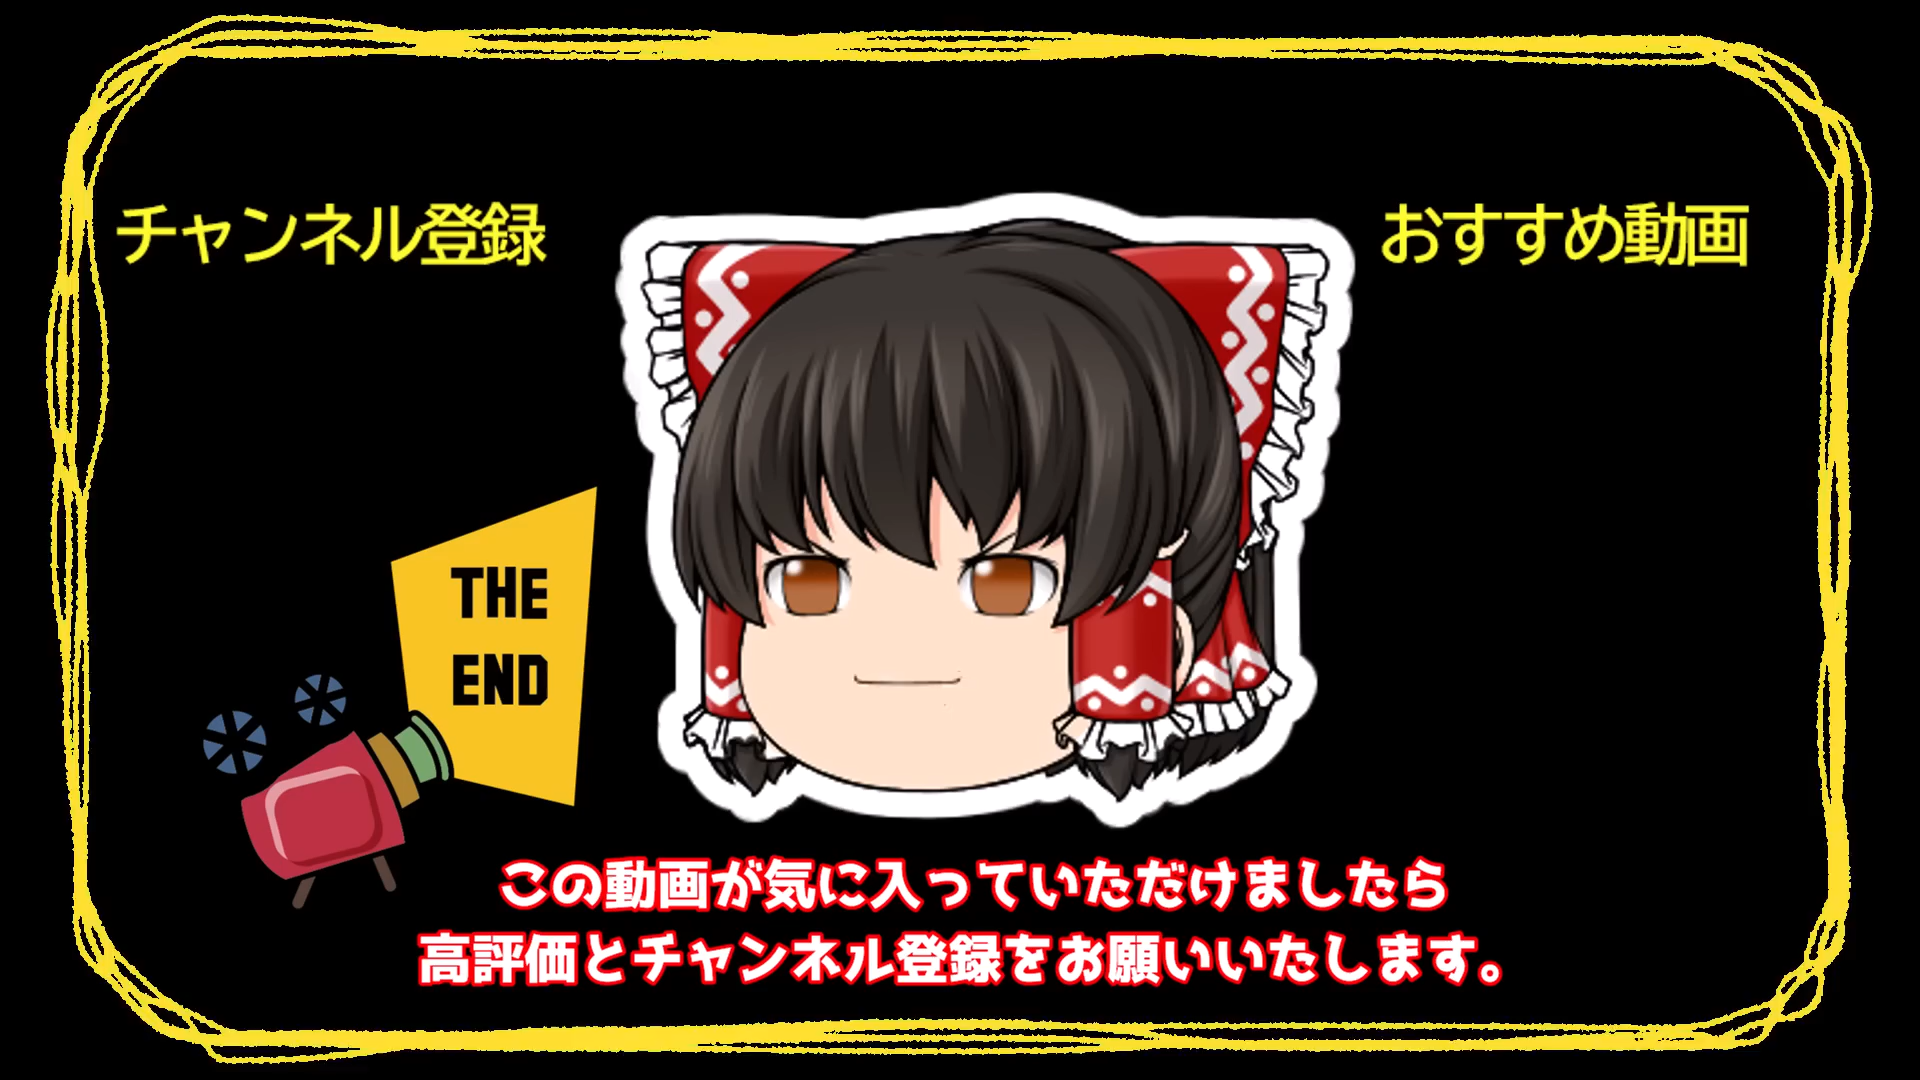 チャンネル登録
おすすめ動画
THE
END
この動画が気に入っていただけましたら
高評価とチャンネル登録をお願いいたします。